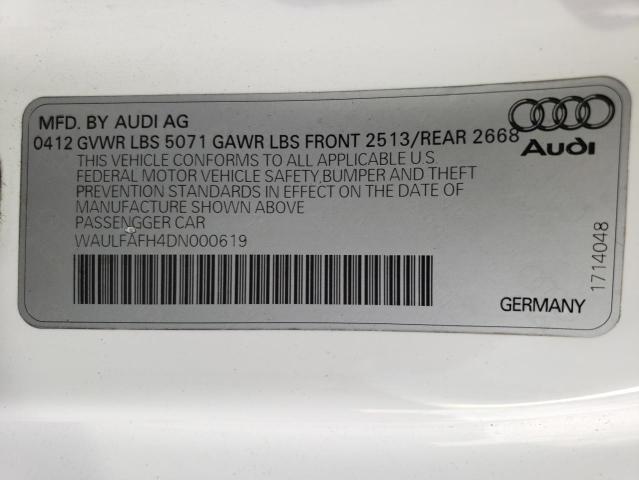 MFD. BY AUDI AG
0412 GVWR LBS 5071 GAWR LBS FRONT 2513/REAR 2668
THIS VEHICLE CONFORMS TO ALL APPLICABLE U.S.
FEDERAL MOTOR VEHICLE SAFETY,BUMPER AND THEFT
PREVENTION STANDARDS IN EFFECT ON THE DATE OF
MANUFACTURE SHOWN ABOVE
PASSENGGER CAR
WAULFAFH4DN000619
Audi
1714048
GERMANY